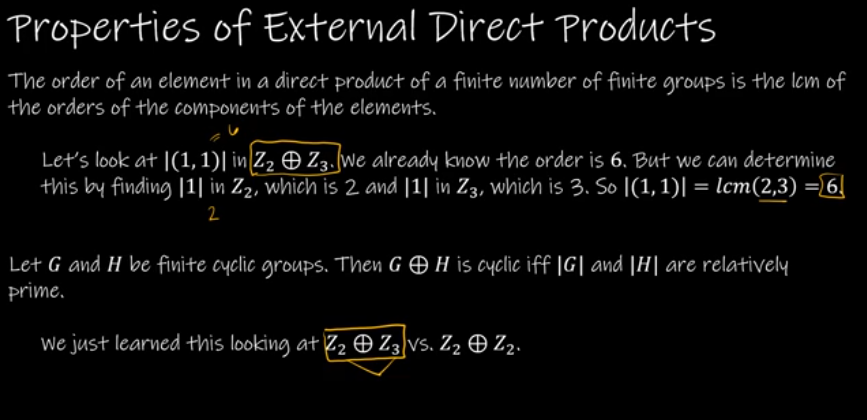 Properties of External Direct Products
The order of an element in a direct product of a finite number of finite groups is the lcm of
the orders of the components of the elements.
= 6
Let's look at |(1, 1)| in Z₂ ⊕ Z₃. We already know the order is 6. But we can determine
this by finding |1| in Z₂, which is 2 and |1| in Z₃, which is 3. So |(1, 1)| = lcm(2,3) = 6.
2
Let G and H be finite cyclic groups. Then G ⊕ H is cyclic iff |G| and |H| are relatively
prime.
We just learned this looking at Z₂ ⊕ Z₃ vs. Z₂ ⊕ Z₂.